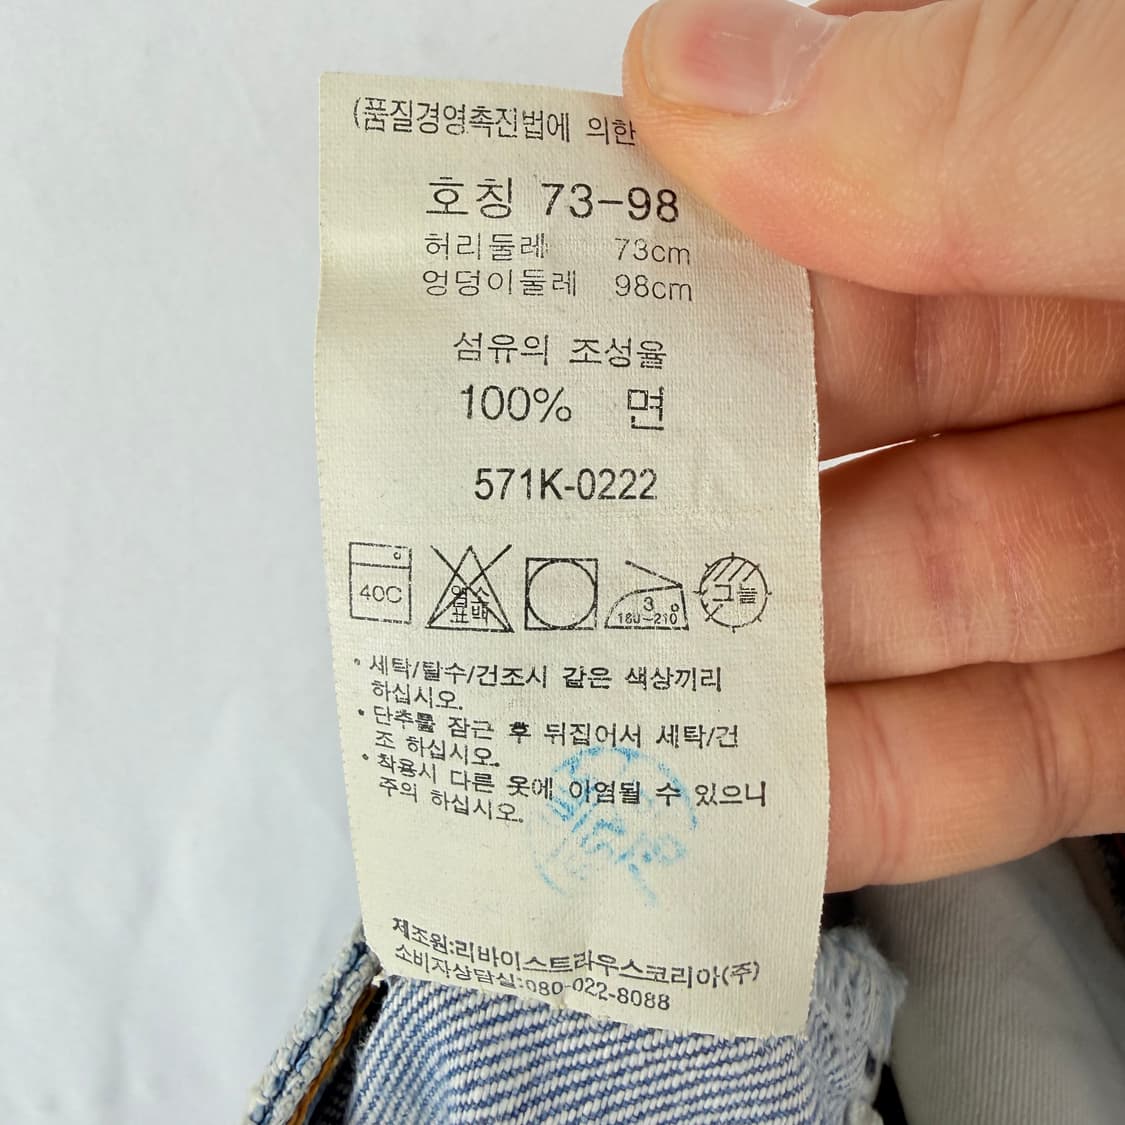 (품질경영촉진법에 의한
호칭 73-98
허리둘레 73cm
엉덩이둘레 98cm
섬유의 조성율
100% 면
571K-0222
40C
염소
표백
3
180~210°
그늘
• 세탁/탈수/건조시 같은 색상끼리
하십시오.
• 단추를 잠근 후 뒤집어서 세탁/건
조 하십시오.
• 착용시 다른 옷에 이염될 수 있으니
주의 하십시오.
제조원:리바이스트라우스코리아(주)
소비자상담실:080-022-8088